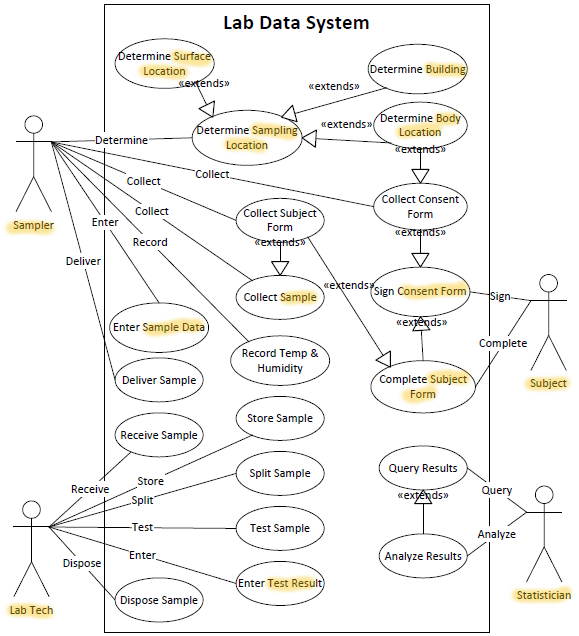 Lab Data System
Determine Surface
Location
«extends»
Determine Building
«extends»
Determine Body
Location
«extends»
«extends»
Determine Sampling
Location
Determine
Sampler
Collect
Collect
Collect
Enter
Record
Deliver
Collect Consent
Form
«extends»
Collect Subject
Form
«extends»
«extends»
Collect Sample
Sign Consent Form
«extends»
Sign
Complete
Subject
Enter Sample Data
Record Temp &
Humidity
Deliver Sample
Complete Subject
Form
Store Sample
Receive Sample
Query Results
«extends»
Split Sample
Receive
Store
Split
Query
Test
Test Sample
Analyze
Enter
Analyze Results
Dispose
Enter Test Result
Statistician
Dispose Sample
Lab Tech